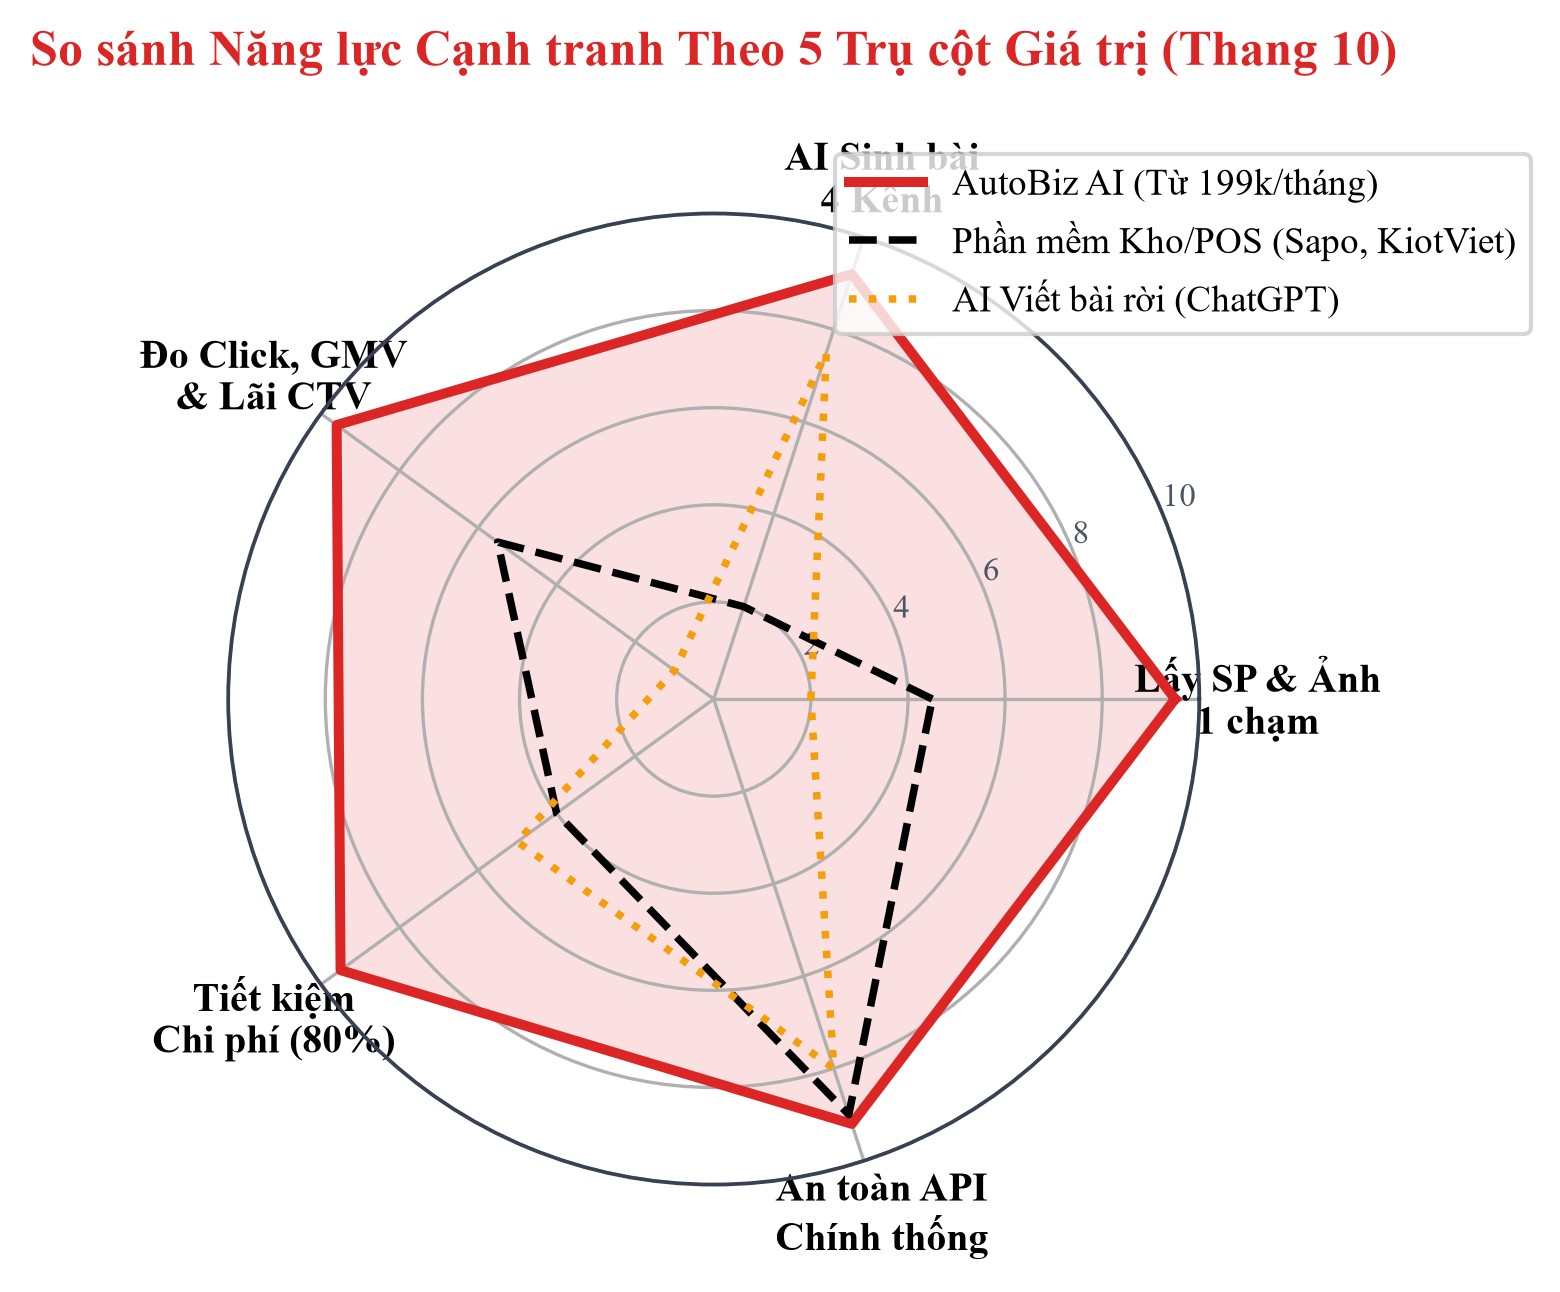 So sánh Năng lực Cạnh tranh Theo 5 Trụ cột Giá trị (Thang 10)
AI Sinh bài
4 Kênh
AutoBiz AI (Từ 199k/tháng)
Phần mềm Kho/POS (Sapo, KiotViet)
AI Viết bài rời (ChatGPT)
Đo Click, GMV
& Lãi CTV
10
8
6
4
2
Lấy SP & Ảnh
1 chạm
Tiết kiệm
Chi phí (80%)
An toàn API
Chính thống